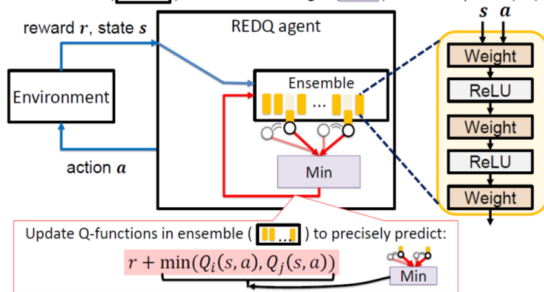 reward r, state s
REDQ agent
s a
Environment
Ensemble
...
action a
Min
Weight
ReLU
Weight
ReLU
Weight
Update Q-functions in ensemble ( ... ) to precisely predict:
r + min(Qᵢ(s, a), Qⱼ(s, a))
Min